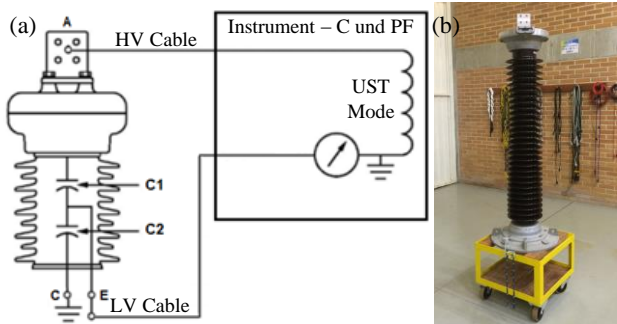 (a)
A
HV Cable
Instrument – C und PF
UST
Mode
C1
C2
C
E
LV Cable
(b)